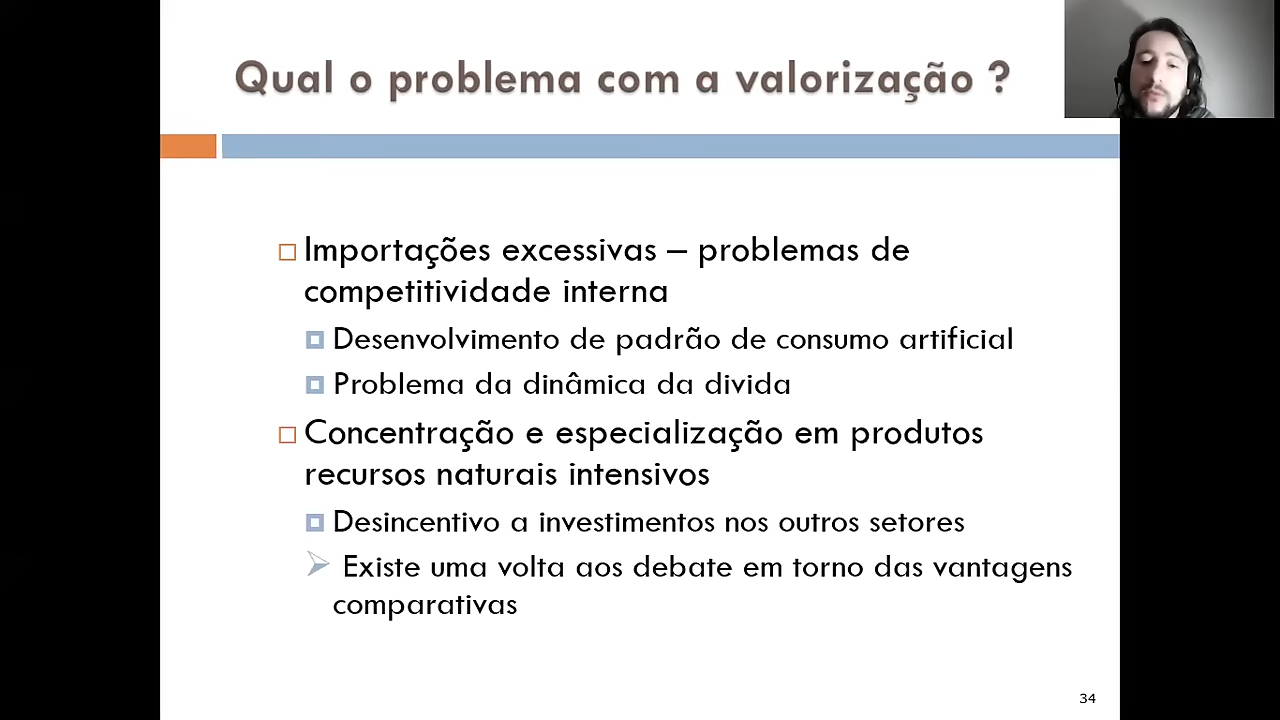 Qual o problema com a valorização ?
Importações excessivas – problemas de
competitividade interna
Desenvolvimento de padrão de consumo artificial
Problema da dinâmica da divida
Concentração e especialização em produtos
recursos naturais intensivos
Desincentivo a investimentos nos outros setores
Existe uma volta aos debate em torno das vantagens
comparativas
34